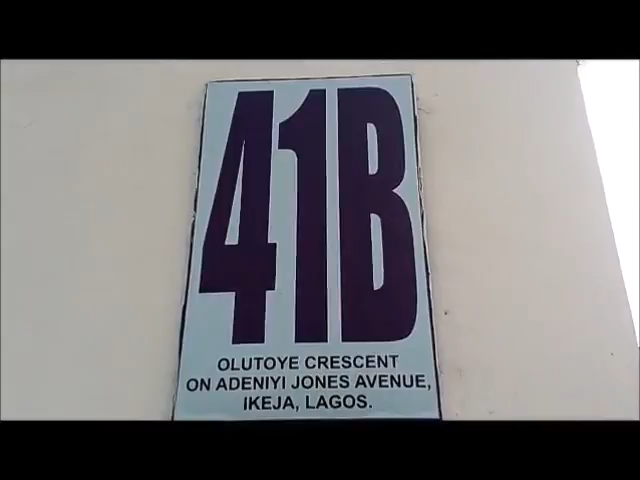 41B
OLUTOYE CRESCENT
ON ADENIYI JONES AVENUE,
IKEJA, LAGOS.